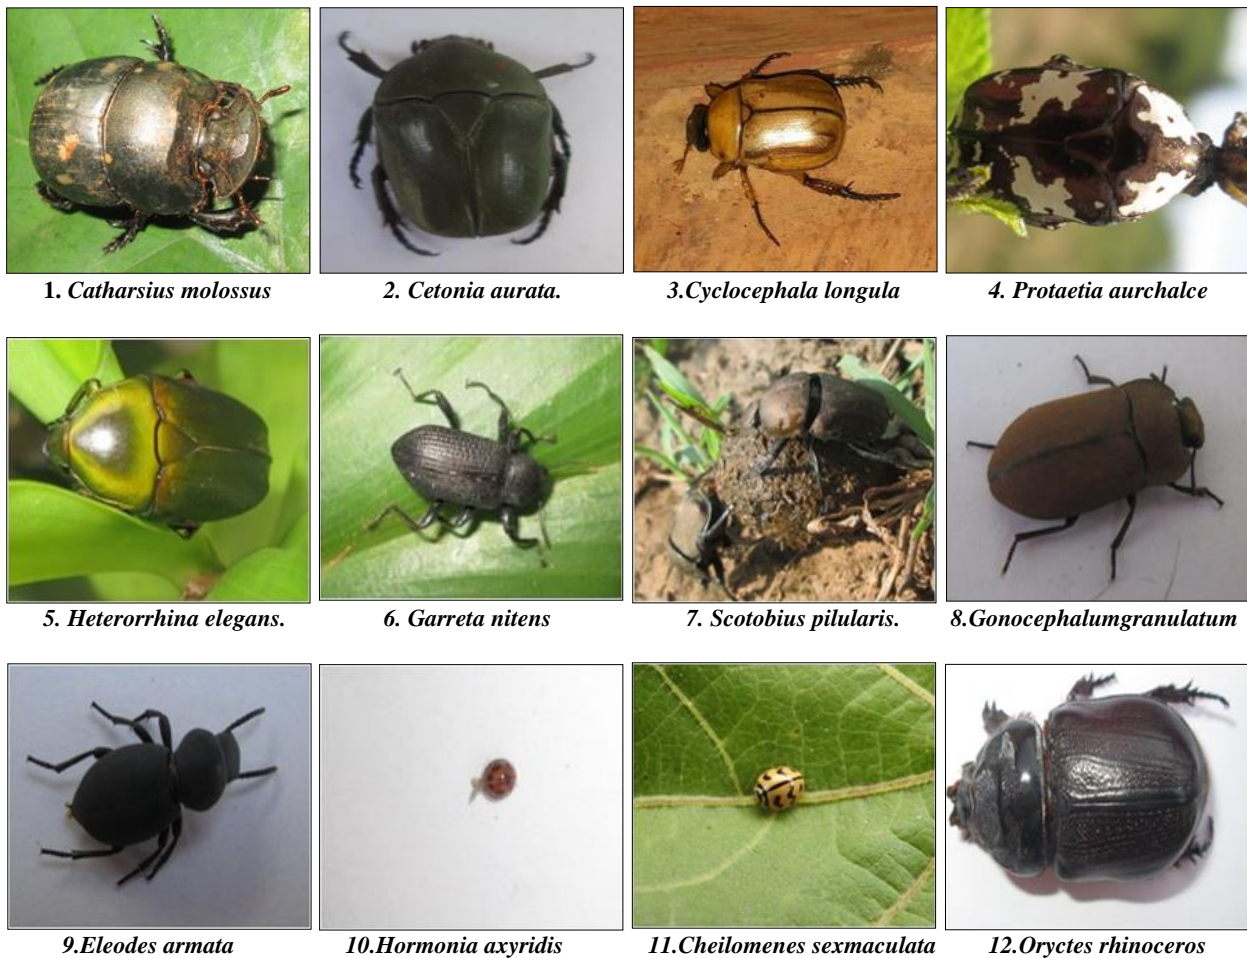 1. Catharsius molossus
2. Cetonia aurata.
3.Cyclocephala longula
4. Protaetia aurchalce
5. Heterorrhina elegans.
6. Garreta nitens
7. Scotobius pilularis.
8.Gonocephalumgranulatum
9.Eleodes armata
10.Hormonia axyridis
11.Cheilomenes sexmaculata
12.Oryctes rhinoceros